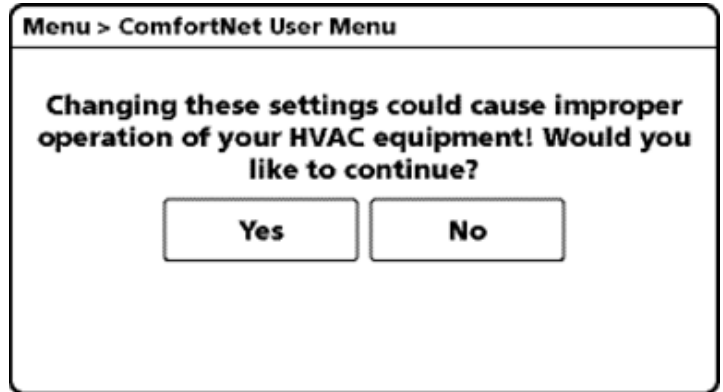 Menu > ComfortNet User Menu
Changing these settings could cause improper
operation of your HVAC equipment! Would you
like to continue?
Yes No